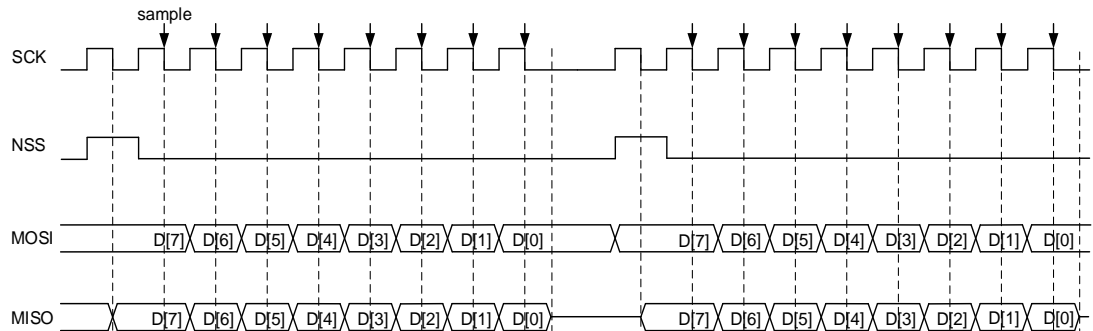 sample
SCK
NSS
MOSI D[7] D[6] D[5] D[4] D[3] D[2] D[1] D[0] D[7] D[6] D[5] D[4] D[3] D[2] D[1] D[0]
MISO D[7] D[6] D[5] D[4] D[3] D[2] D[1] D[0] D[7] D[6] D[5] D[4] D[3] D[2] D[1] D[0]